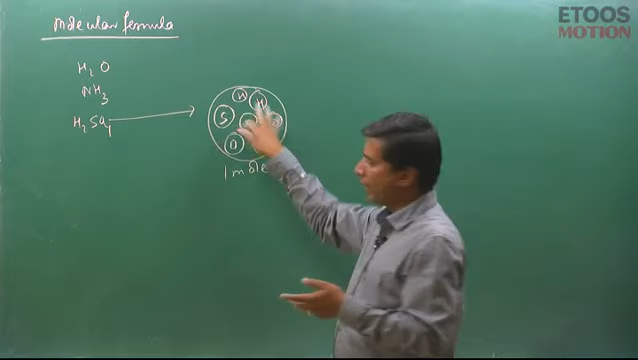 ETOOS
MOTION
Molecular formula
H2O
NH3
H2SO4
H
H
S
O
1 mole